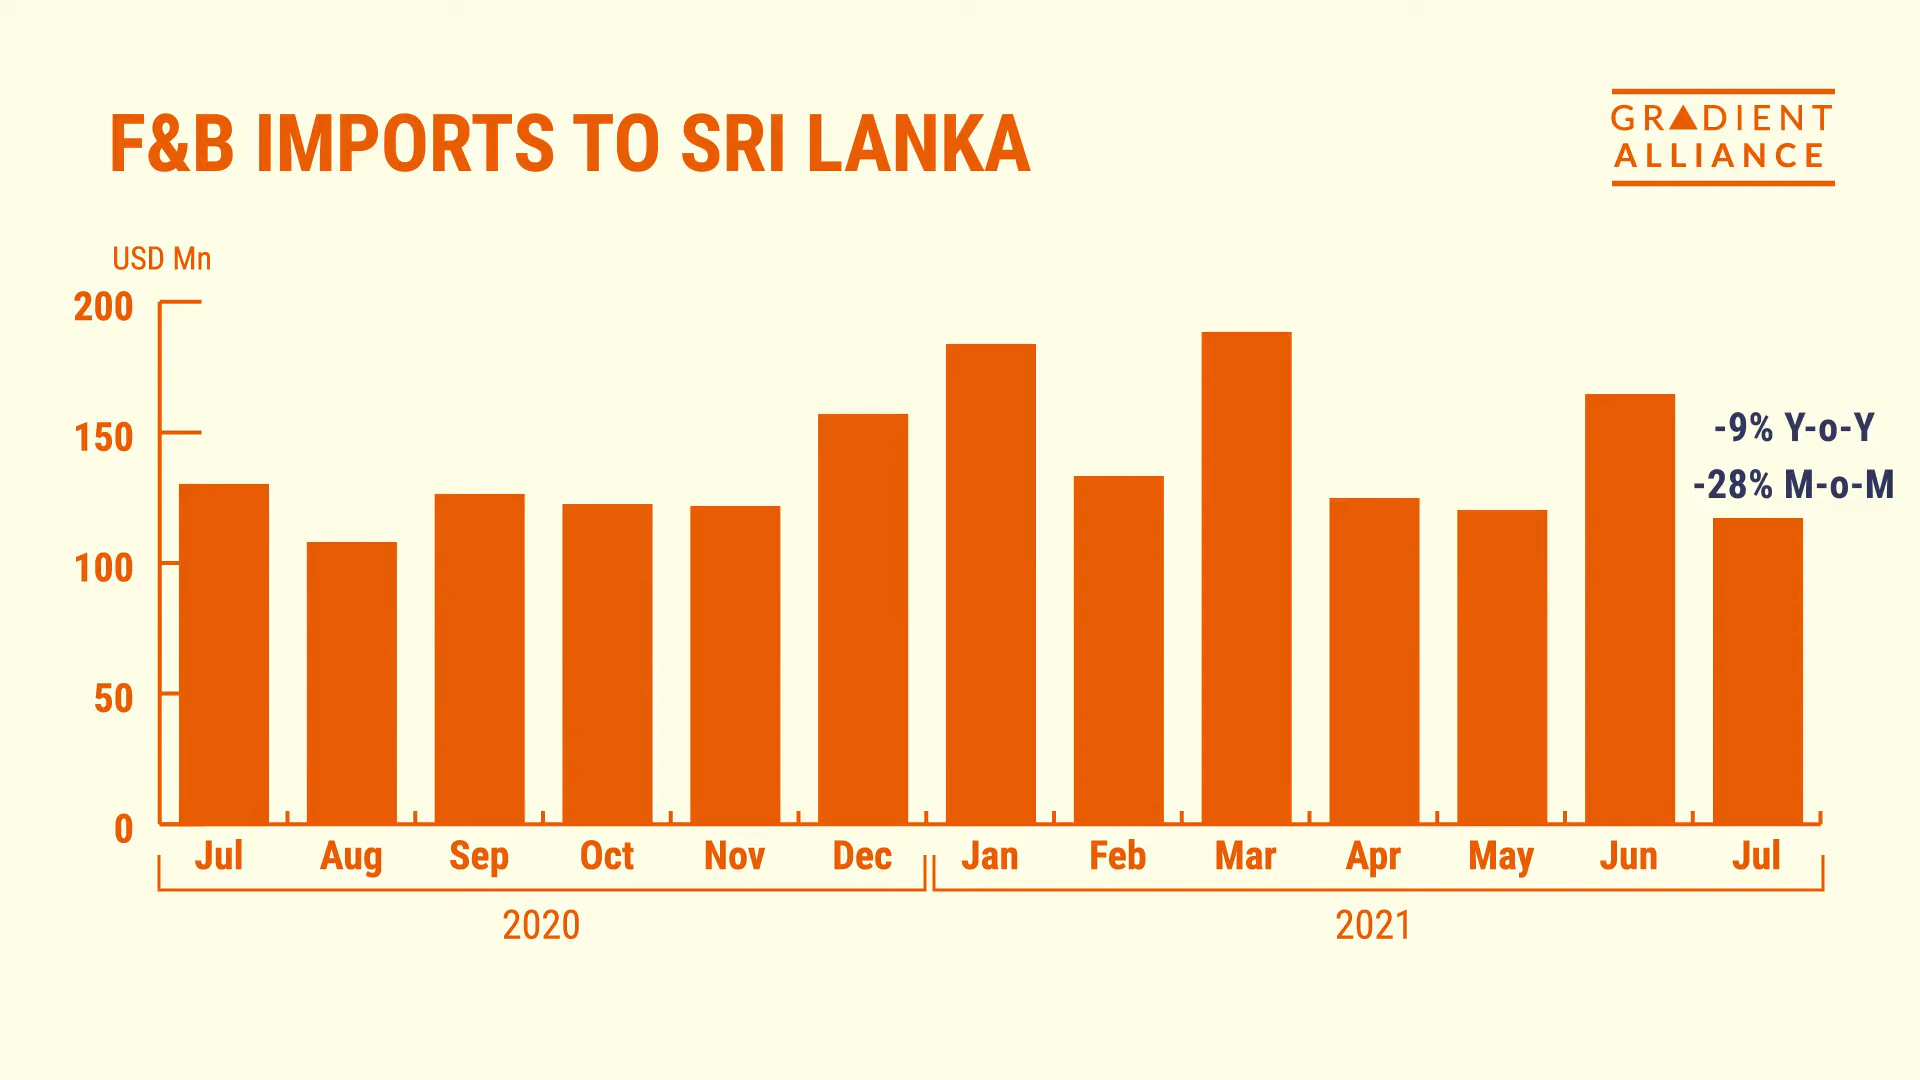 F&B IMPORTS TO SRI LANKA
GRADIENT
ALLIANCE
USD Mn
200
150
100
50
0
-9% Y-o-Y
-28% M-o-M
Jul Aug Sep Oct Nov Dec Jan Feb Mar Apr May Jun Jul
2020 2021